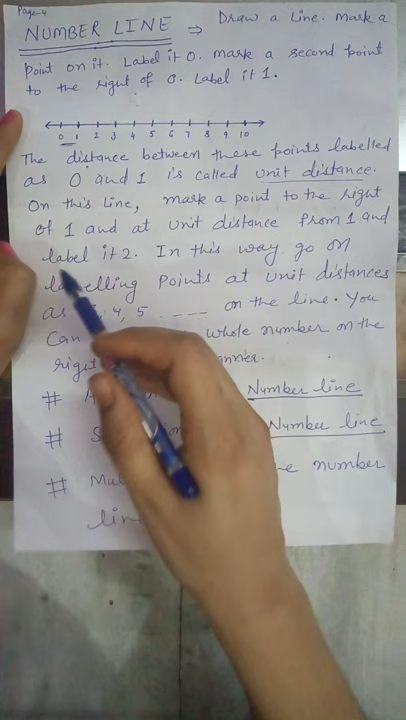 Page-4
NUMBER LINE ⇒ Draw a Line. Mark a
Point on it. Label it 0. Mark a second point
to the right of 0. Label it 1.
0 1 2 3 4 5 6 7 8 9 10
The distance between these points labelled
as 0 and 1 is called unit distance.
On this Line, mark a point to the right
of 1 and at unit distance from 1 and
label it 2. In this way go on
labelling points at unit distances
as 4, 5 ---- on the line. You
Can whole number on the
right
# Number line
# Number line
# number
line